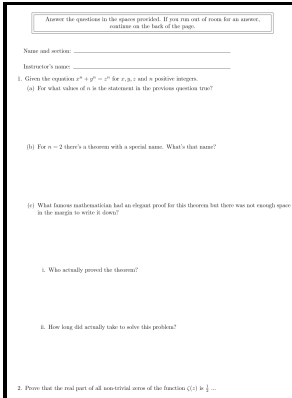 Answer the questions in the spaces provided. If you run out of room for an answer,
continue on the back of the page.
Name and section:
Instructor's name:
1. Given the equation xⁿ + yⁿ = zⁿ for x, y, z and n positive integers.
(a) For what values of n is the statement in the previous question true?
(b) For n = 2 there's a theorem with a special name. What's that name?
(c) What famous mathematician had an elegant proof for this theorem but there was not enough space
in the margin to write it down?
i. Who actually proved the theorem?
ii. How long did actually take to solve this problem?
2. Prove that the real part of all non-trivial zeros of the function ζ(z) is ½ ...